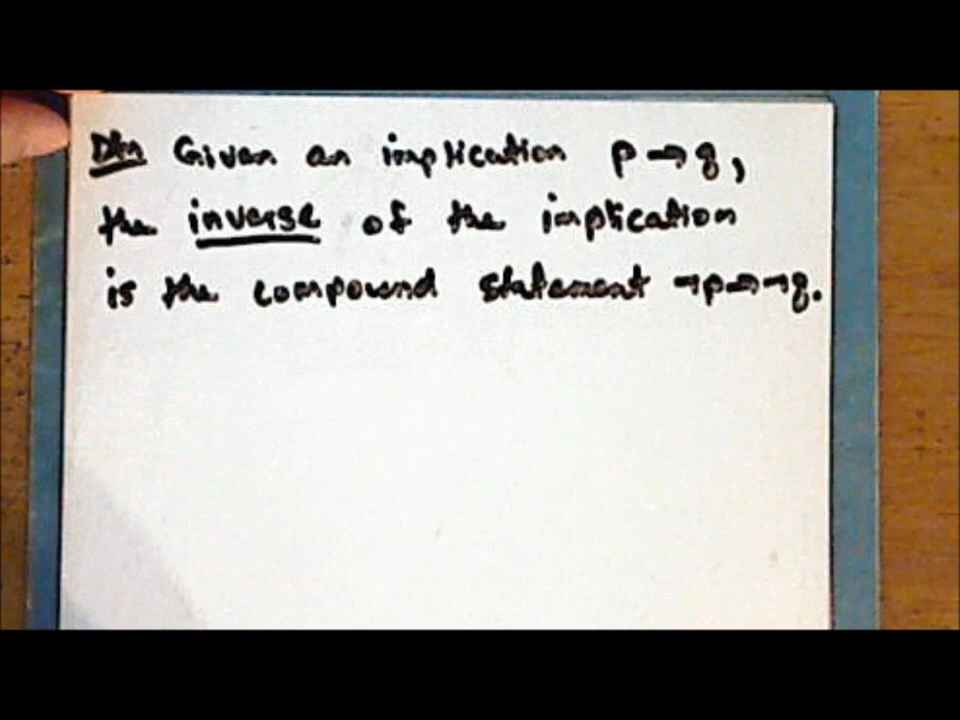 Dfn Given an implication p → q,
the inverse of the implication
is the compound statement ¬p → ¬q.